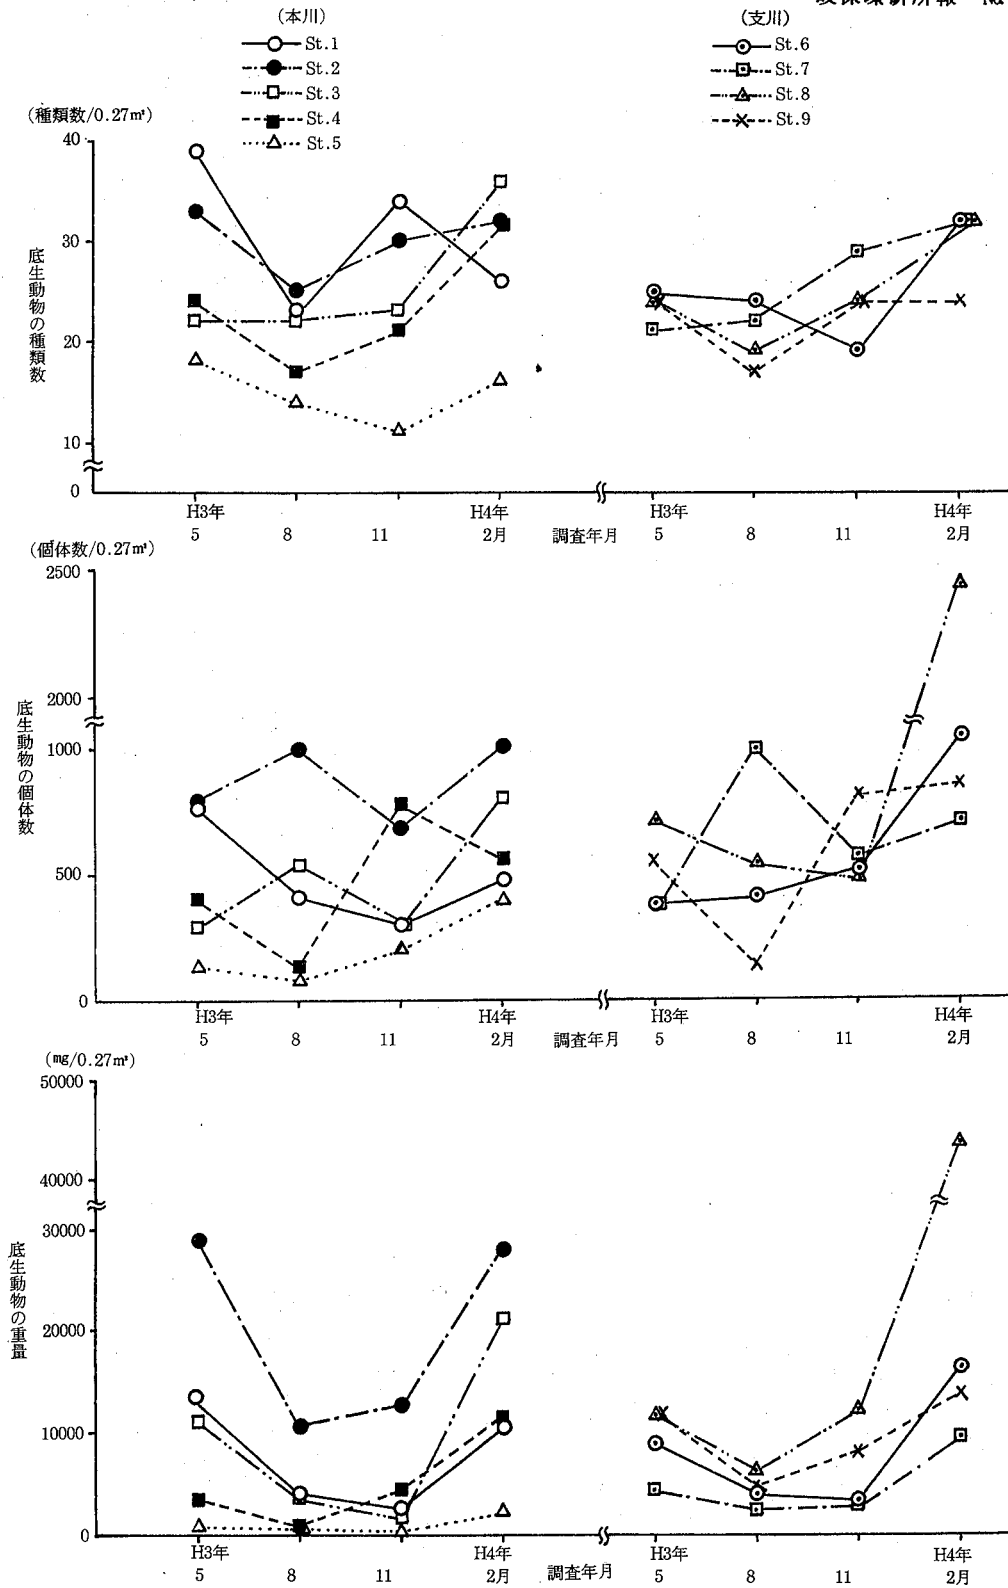 (本川)
St.1
St.2
St.3
St.4
St.5
(支川)
St.6
St.7
St.8
St.9
(種類数/0.27㎡)
40
30
20
10
0
底生動物の種類数
H3年
5
8
11
H4年
2月
調査年月
H3年
5
8
11
H4年
2月
(個体数/0.27㎡)
2500
2000
1000
500
0
底生動物の個体数
H3年
5
8
11
H4年
2月
調査年月
H3年
5
8
11
H4年
2月
(mg/0.27㎡)
50000
40000
30000
20000
10000
0
底生動物の重量
H3年
5
8
11
H4年
2月
調査年月
H3年
5
8
11
H4年
2月